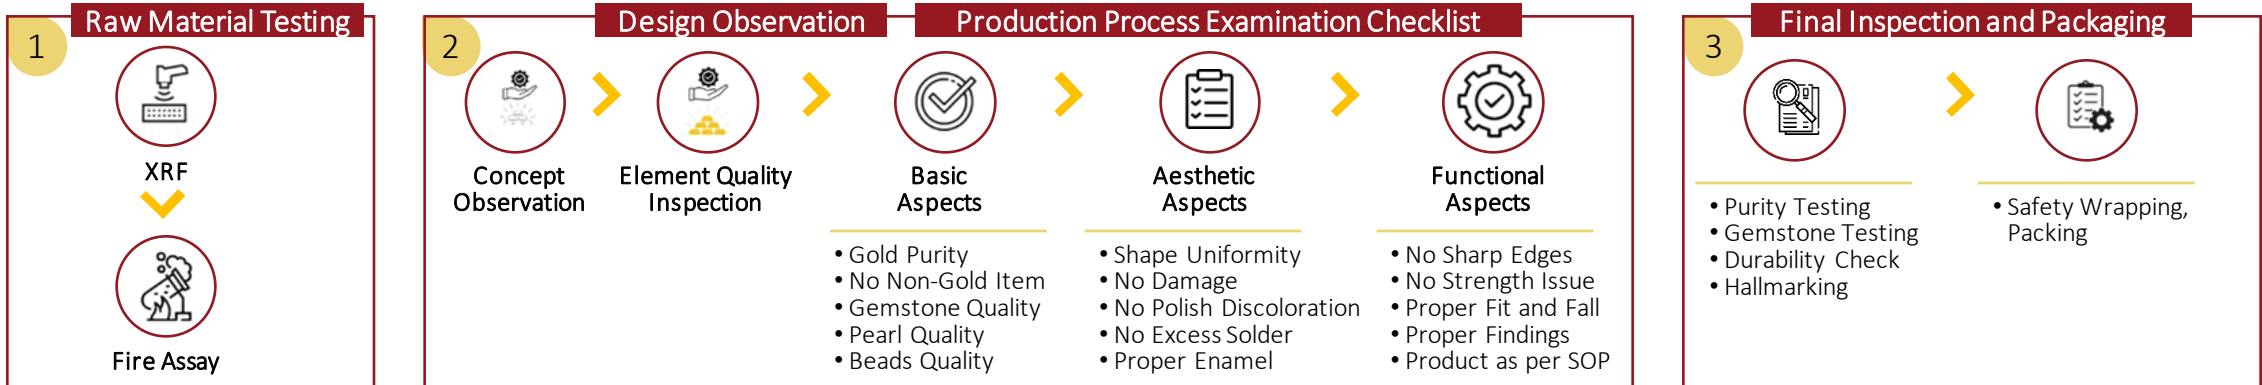 1
Raw Material Testing
XRF
Fire Assay
2
Design Observation
Production Process Examination Checklist
Concept
Observation
Element Quality
Inspection
Basic
Aspects
• Gold Purity
• No Non-Gold Item
• Gemstone Quality
• Pearl Quality
• Beads Quality
Aesthetic
Aspects
• Shape Uniformity
• No Damage
• No Polish Discoloration
• No Excess Solder
• Proper Enamel
Functional
Aspects
• No Sharp Edges
• No Strength Issue
• Proper Fit and Fall
• Proper Findings
• Product as per SOP
3
Final Inspection and Packaging
• Purity Testing
• Gemstone Testing
• Durability Check
• Hallmarking
• Safety Wrapping,
Packing